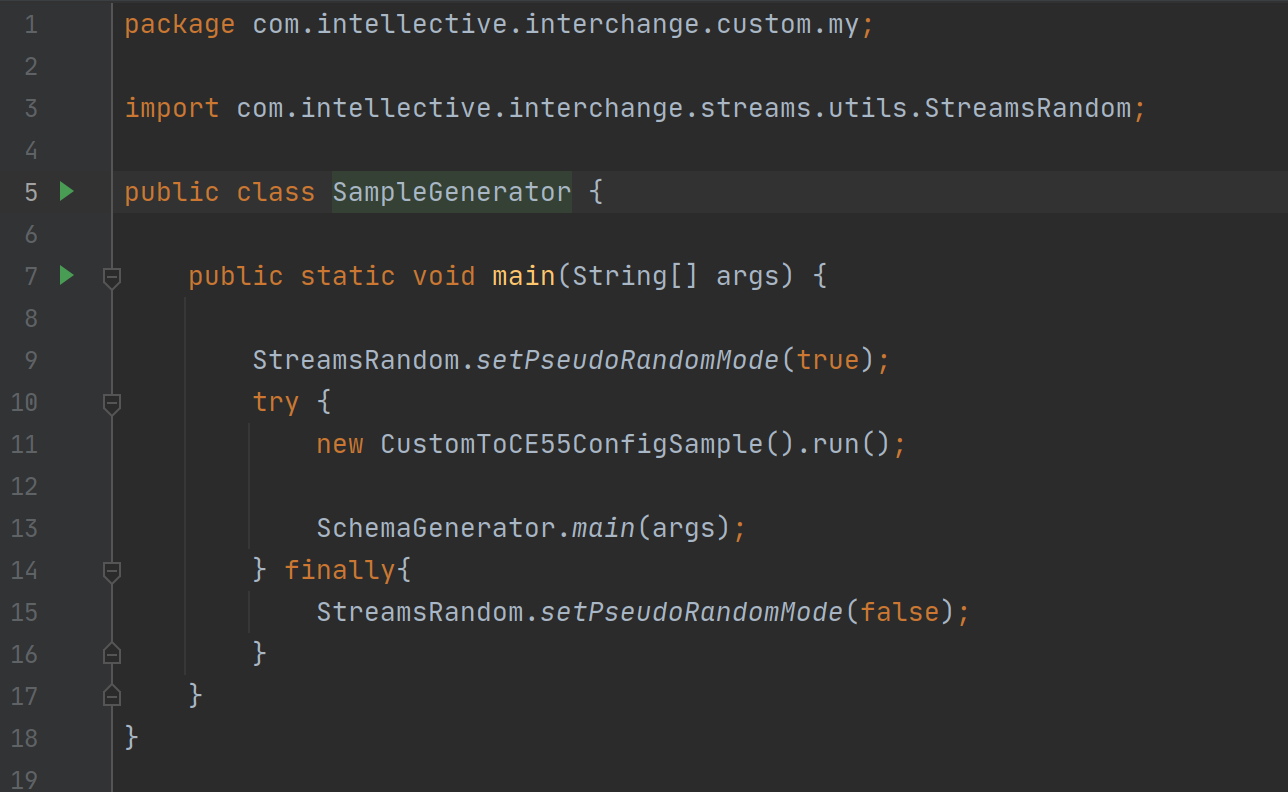 1 package com.intellective.interchange.custom.my;
2
3 import com.intellective.interchange.streams.utils.StreamsRandom;
4
5 public class SampleGenerator {
6
7     public static void main(String[] args) {
8
9         StreamsRandom.setPseudoRandomMode(true);
10         try {
11             new CustomToCE55ConfigSample().run();
12
13             SchemaGenerator.main(args);
14         } finally{
15             StreamsRandom.setPseudoRandomMode(false);
16         }
17     }
18 }
19